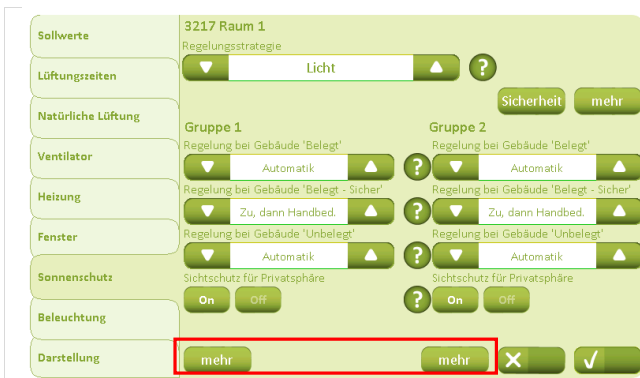 Sollwerte
Lüftungszeiten
Natürliche Lüftung
Ventilator
Heizung
Fenster
Sonnenschutz
Beleuchtung
Darstellung
3217 Raum 1
Regelungsstrategie
Licht
?
Sicherheit mehr
Gruppe 1 Gruppe 2
Regelung bei Gebäude 'Belegt' Regelung bei Gebäude 'Belegt'
Automatik ? Automatik
Regelung bei Gebäude 'Belegt - Sicher' Regelung bei Gebäude 'Belegt - Sicher'
Zu, dann Handbed. ? Zu, dann Handbed.
Regelung bei Gebäude 'Unbelegt' Regelung bei Gebäude 'Unbelegt'
Automatik ? Automatik
Sichtschutz für Privatsphäre Sichtschutz für Privatsphäre
On Off ? On Off
mehr mehr